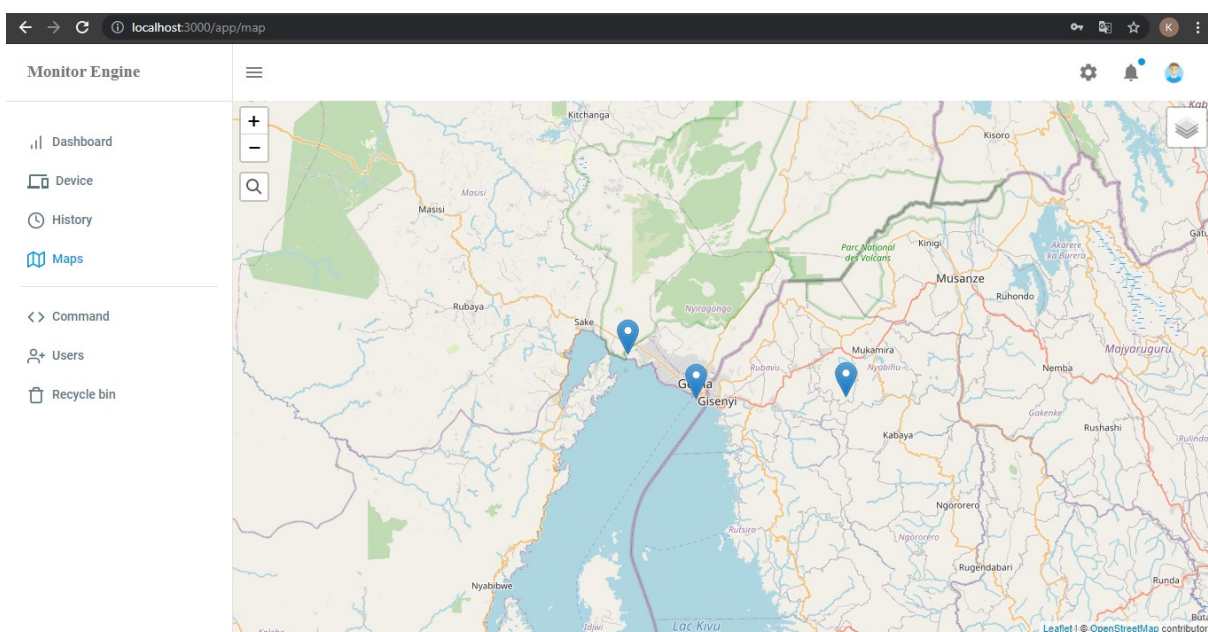 localhost:3000/app/map
K
Monitor Engine
Dashboard
Device
History
Maps
Command
Users
Recycle bin
+
−
Kitchanga
Kisoro
Masisi
Masisi
Parc National
des Volcans
Kinigi
Akarere
ka Burera
Musanze
Ruhondo
Rubaya
Nyiragongo
Sake
Mukamira
Majyaruguru
Rubavu
Nyabihu
Nemba
Gisenyi
Gakenke
Rushashi
Kabaya
Ngororero
Rutsiro
Ngororero
Rugendabari
Runda
Nyabibwe
Idjwi
Lac Kivu
Leaflet | © OpenStreetMap contributor